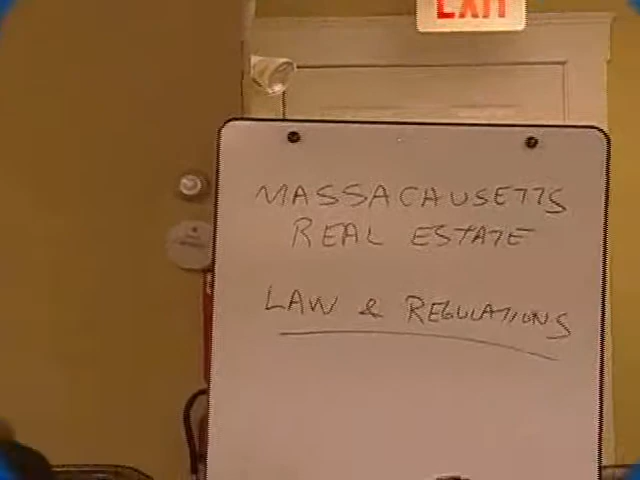 EXIT
MASSACAUSETTS
REAL ESTATE
LAW & REGULATIONS